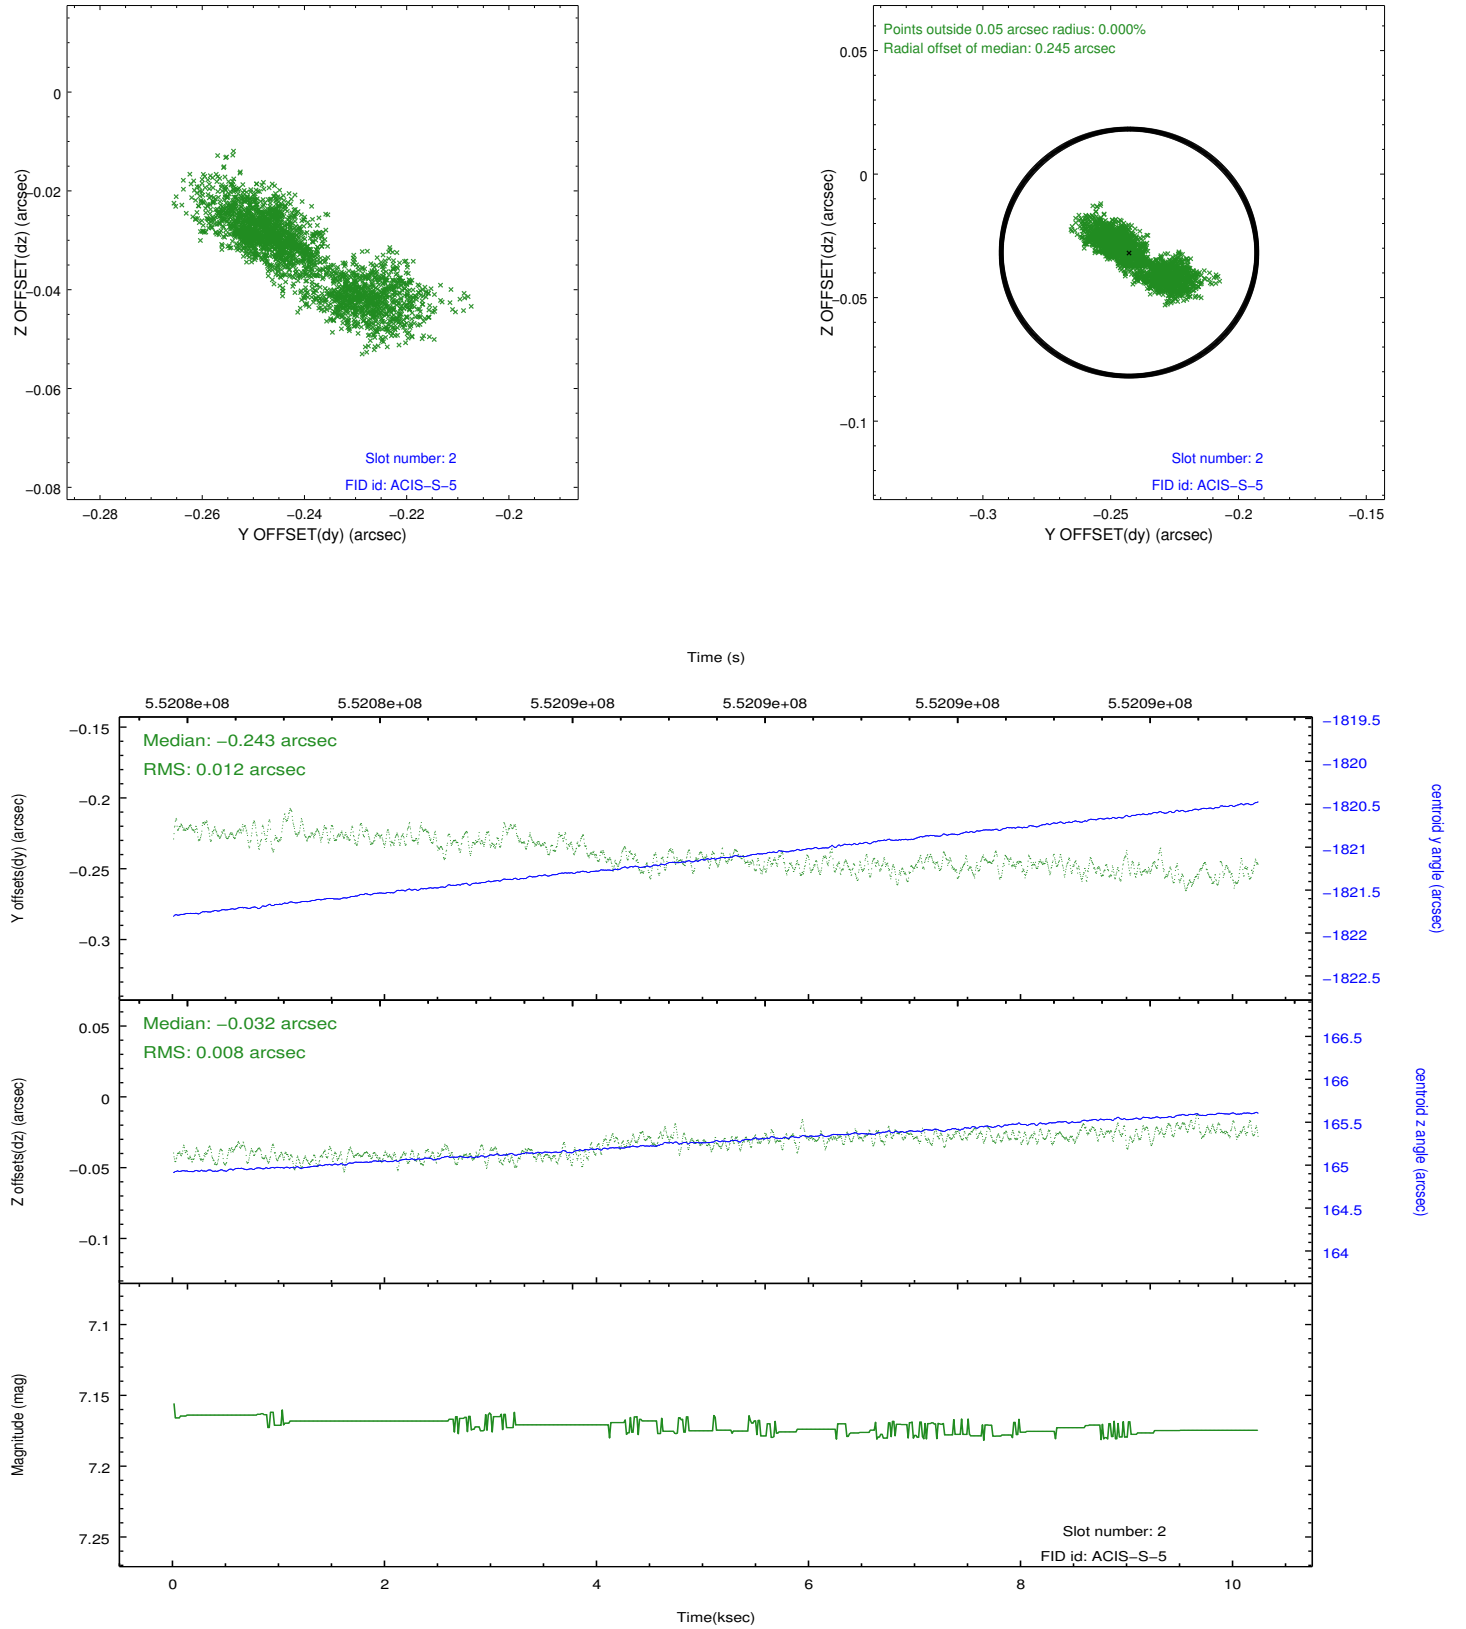 0
−0.02
−0.04
−0.06
−0.08
Z OFFSET(dz) (arcsec)
Slot number: 2
FID id: ACIS−S−5
−0.28
−0.26
−0.24
−0.22
−0.2
Y OFFSET(dy) (arcsec)
Points outside 0.05 arcsec radius: 0.000%
Radial offset of median: 0.245 arcsec
0.05
0
−0.05
−0.1
Z OFFSET(dz) (arcsec)
Slot number: 2
FID id: ACIS−S−5
−0.3
−0.25
−0.2
−0.15
Y OFFSET(dy) (arcsec)
Time (s)
5.5208e+08
5.5208e+08
5.5209e+08
5.5209e+08
5.5209e+08
5.5209e+08
−0.15
−0.2
−0.25
−0.3
Y offsets(dy) (arcsec)
Median: −0.243 arcsec
RMS: 0.012 arcsec
−1819.5
−1820
−1820.5
−1821
−1821.5
−1822
−1822.5
centroid y angle (arcsec)
0.05
0
−0.05
−0.1
Z offsets(dz) (arcsec)
Median: −0.032 arcsec
RMS: 0.008 arcsec
166.5
166
165.5
165
164.5
164
centroid z angle (arcsec)
7.1
7.15
7.2
7.25
Magnitude (mag)
Slot number: 2
FID id: ACIS−S−5
0
2
4
6
8
10
Time(ksec)